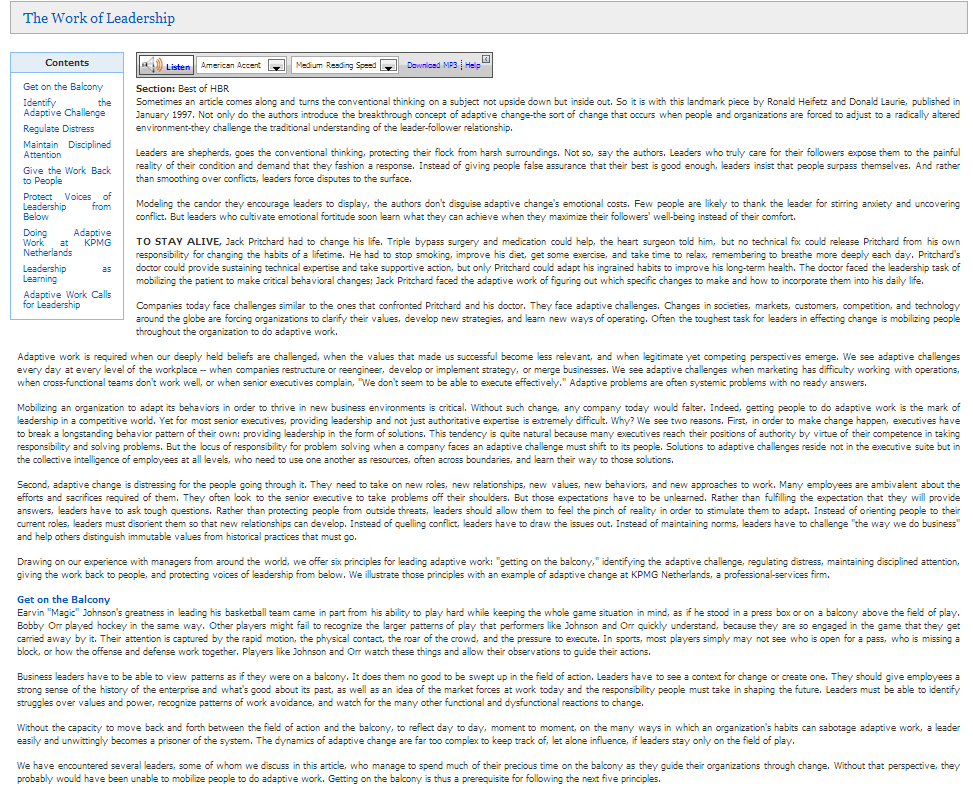 The Work of Leadership
Contents
Get on the Balcony
Identify the
Adaptive Challenge
Regulate Distress
Maintain Disciplined
Attention
Give the Work Back
to People
Protect Voices of
Leadership from
Below
Doing Adaptive
Work at KPMG
Netherlands
Leadership as
Learning
Adaptive Work Calls
for Leadership
Listen American Accent Medium Reading Speed Download MP3 Help
Section: Best of HBR
Sometimes an article comes along and turns the conventional thinking on a subject not upside down but inside out. So it is with this landmark piece by Ronald Heifetz and Donald Laurie, published in
January 1997. Not only do the authors introduce the breakthrough concept of adaptive change-the sort of change that occurs when people and organizations are forced to adjust to a radically altered
environment-they challenge the traditional understanding of the leader-follower relationship.
Leaders are shepherds, goes the conventional thinking, protecting their flock from harsh surroundings. Not so, say the authors. Leaders who truly care for their followers expose them to the painful
reality of their condition and demand that they fashion a response. Instead of giving people false assurance that their best is good enough, leaders insist that people surpass themselves. And rather
than smoothing over conflicts, leaders force disputes to the surface.
Modeling the candor they encourage leaders to display, the authors don't disguise adaptive change's emotional costs. Few people are likely to thank the leader for stirring anxiety and uncovering
conflict. But leaders who cultivate emotional fortitude soon learn what they can achieve when they maximize their followers' well-being instead of their comfort.
TO STAY ALIVE, Jack Pritchard had to change his life. Triple bypass surgery and medication could help, the heart surgeon told him, but no technical fix could release Pritchard from his own
responsibility for changing the habits of a lifetime. He had to stop smoking, improve his diet, get some exercise, and take time to relax, remembering to breathe more deeply each day. Pritchard's
doctor could provide sustaining technical expertise and take supportive action, but only Pritchard could adapt his ingrained habits to improve his long-term health. The doctor faced the leadership task of
mobilizing the patient to make critical behavioral changes; Jack Pritchard faced the adaptive work of figuring out which specific changes to make and how to incorporate them into his daily life.
Companies today face challenges similar to the ones that confronted Pritchard and his doctor. They face adaptive challenges. Changes in societies, markets, customers, competition, and technology
around the globe are forcing organizations to clarify their values, develop new strategies, and learn new ways of operating. Often the toughest task for leaders in effecting change is mobilizing people
throughout the organization to do adaptive work.
Adaptive work is required when our deeply held beliefs are challenged, when the values that made us successful become less relevant, and when legitimate yet competing perspectives emerge. We see adaptive challenges
every day at every level of the workplace -- when companies restructure or reengineer, develop or implement strategy, or merge businesses. We see adaptive challenges when marketing has difficulty working with operations,
when cross-functional teams don't work well, or when senior executives complain, "We don't seem to be able to execute effectively." Adaptive problems are often systemic problems with no ready answers.
Mobilizing an organization to adapt its behaviors in order to thrive in new business environments is critical. Without such change, any company today would falter. Indeed, getting people to do adaptive work is the mark of
leadership in a competitive world. Yet for most senior executives, providing leadership and not just authoritative expertise is extremely difficult. Why? We see two reasons. First, in order to make change happen, executives have
to break a longstanding behavior pattern of their own: providing leadership in the form of solutions. This tendency is quite natural because many executives reach their positions of authority by virtue of their competence in taking
responsibility and solving problems. But the locus of responsibility for problem solving when a company faces an adaptive challenge must shift to its people. Solutions to adaptive challenges reside not in the executive suite but in
the collective intelligence of employees at all levels, who need to use one another as resources, often across boundaries, and learn their way to those solutions.
Second, adaptive change is distressing for the people going through it. They need to take on new roles, new relationships, new values, new behaviors, and new approaches to work. Many employees are ambivalent about the
efforts and sacrifices required of them. They often look to the senior executive to take problems off their shoulders. But those expectations have to be unlearned. Rather than fulfilling the expectation that they will provide
answers, leaders have to ask tough questions. Rather than protecting people from outside threats, leaders should allow them to feel the pinch of reality in order to stimulate them to adapt. Instead of orienting people to their
current roles, leaders must disorient them so that new relationships can develop. Instead of quelling conflict, leaders have to draw the issues out. Instead of maintaining norms, leaders have to challenge "the way we do business"
and help others distinguish immutable values from historical practices that must go.
Drawing on our experience with managers from around the world, we offer six principles for leading adaptive work: "getting on the balcony," identifying the adaptive challenge, regulating distress, maintaining disciplined attention,
giving the work back to people, and protecting voices of leadership from below. We illustrate those principles with an example of adaptive change at KPMG Netherlands, a professional-services firm.
Get on the Balcony
Earvin "Magic" Johnson's greatness in leading his basketball team came in part from his ability to play hard while keeping the whole game situation in mind, as if he stood in a press box or on a balcony above the field of play.
Bobby Orr played hockey in the same way. Other players might fail to recognize the larger patterns of play that performers like Johnson and Orr quickly understand, because they are so engaged in the game that they get
carried away by it. Their attention is captured by the rapid motion, the physical contact, the roar of the crowd, and the pressure to execute. In sports, most players simply may not see who is open for a pass, who is missing a
block, or how the offense and defense work together. Players like Johnson and Orr watch these things and allow their observations to guide their actions.
Business leaders have to be able to view patterns as if they were on a balcony. It does them no good to be swept up in the field of action. Leaders have to see a context for change or create one. They should give employees a
strong sense of the history of the enterprise and what's good about its past, as well as an idea of the market forces at work today and the responsibility people must take in shaping the future. Leaders must be able to identify
struggles over values and power, recognize patterns of work avoidance, and watch for the many other functional and dysfunctional reactions to change.
Without the capacity to move back and forth between the field of action and the balcony, to reflect day to day, moment to moment, on the many ways in which an organization's habits can sabotage adaptive work, a leader
easily and unwittingly becomes a prisoner of the system. The dynamics of adaptive change are far too complex to keep track of, let alone influence, if leaders stay only on the field of play.
We have encountered several leaders, some of whom we discuss in this article, who manage to spend much of their precious time on the balcony as they guide their organizations through change. Without that perspective, they
probably would have been unable to mobilize people to do adaptive work. Getting on the balcony is thus a prerequisite for following the next five principles.